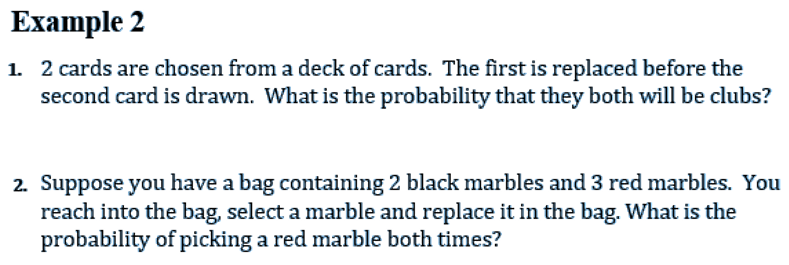 Example 2
1. 2 cards are chosen from a deck of cards. The first is replaced before the
second card is drawn. What is the probability that they both will be clubs?
2. Suppose you have a bag containing 2 black marbles and 3 red marbles. You
reach into the bag, select a marble and replace it in the bag. What is the
probability of picking a red marble both times?